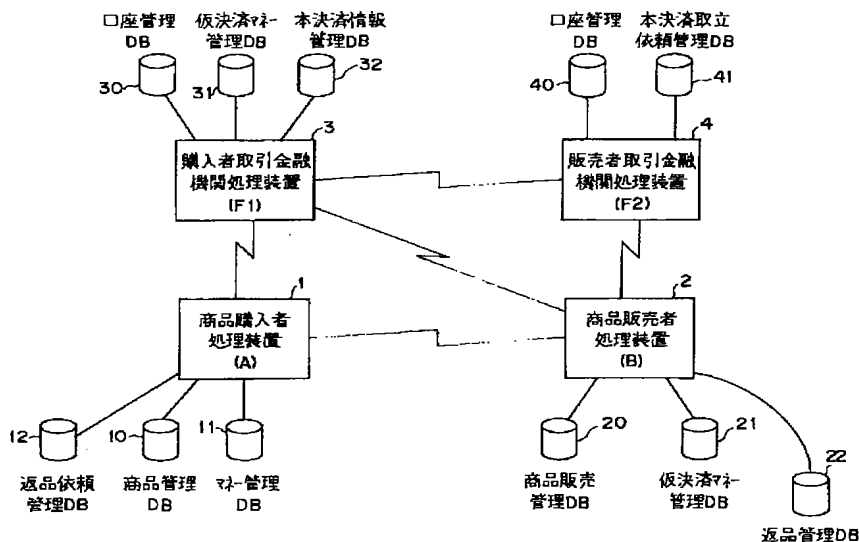 口座管理
DB
仮決済マネー
管理DB
本決済情報
管理DB
口座管理
DB
本決済取立
依頼管理DB
30
31
32
40
41
3
購入者取引金融
機関処理装置
(F1)
4
販売者取引金融
機関処理装置
(F2)
1
商品購入者
処理装置
(A)
2
商品販売者
処理装置
(B)
12
10
11
20
21
22
返品依頼
管理DB
商品管理
DB
マネー管理
DB
商品販売
管理DB
仮決済マネー
管理DB
返品管理DB